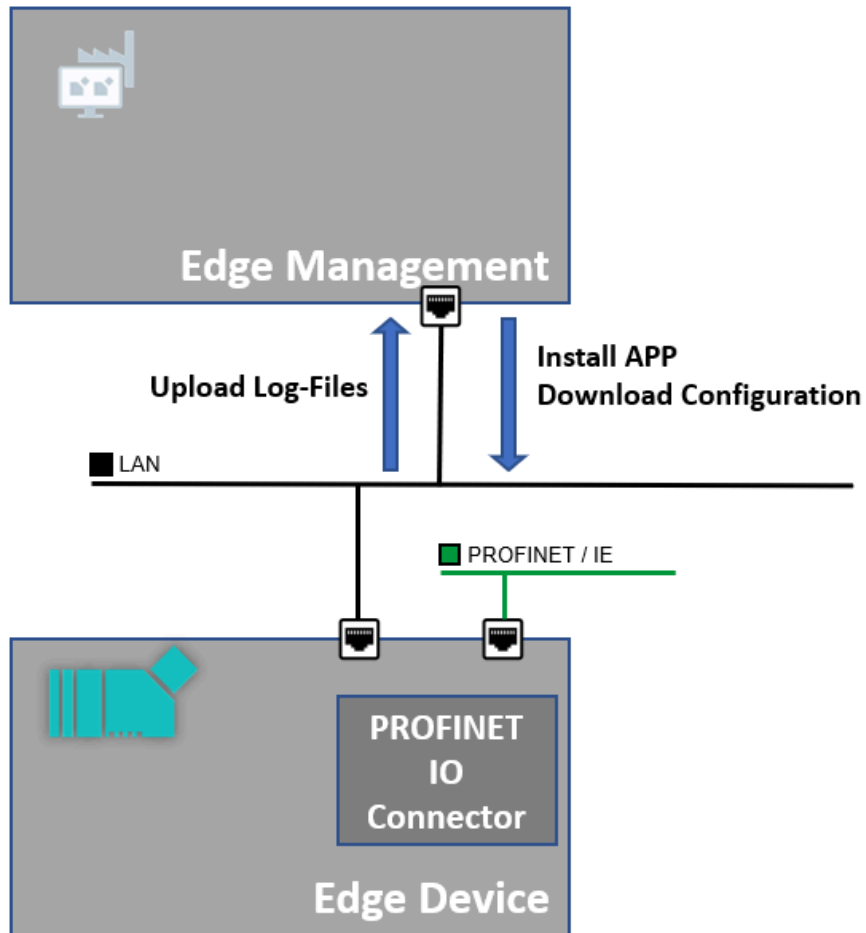 Edge Management
Upload Log-Files
Install APP
Download Configuration
LAN
PROFINET / IE
PROFINET
IO
Connector
Edge Device